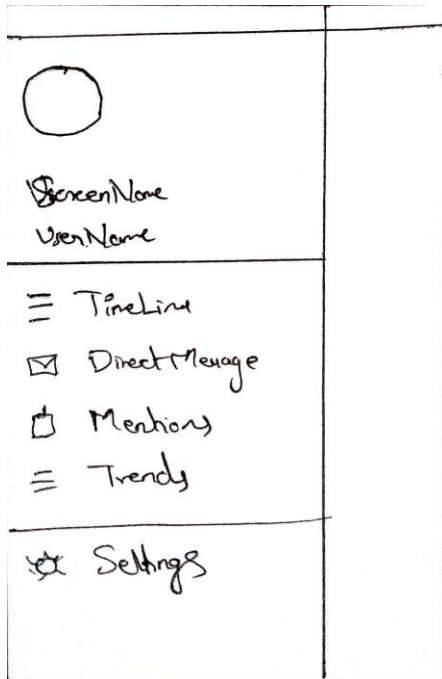 ScreenName
UserName
TimeLine
Direct Message
Mentions
Trends
Settings